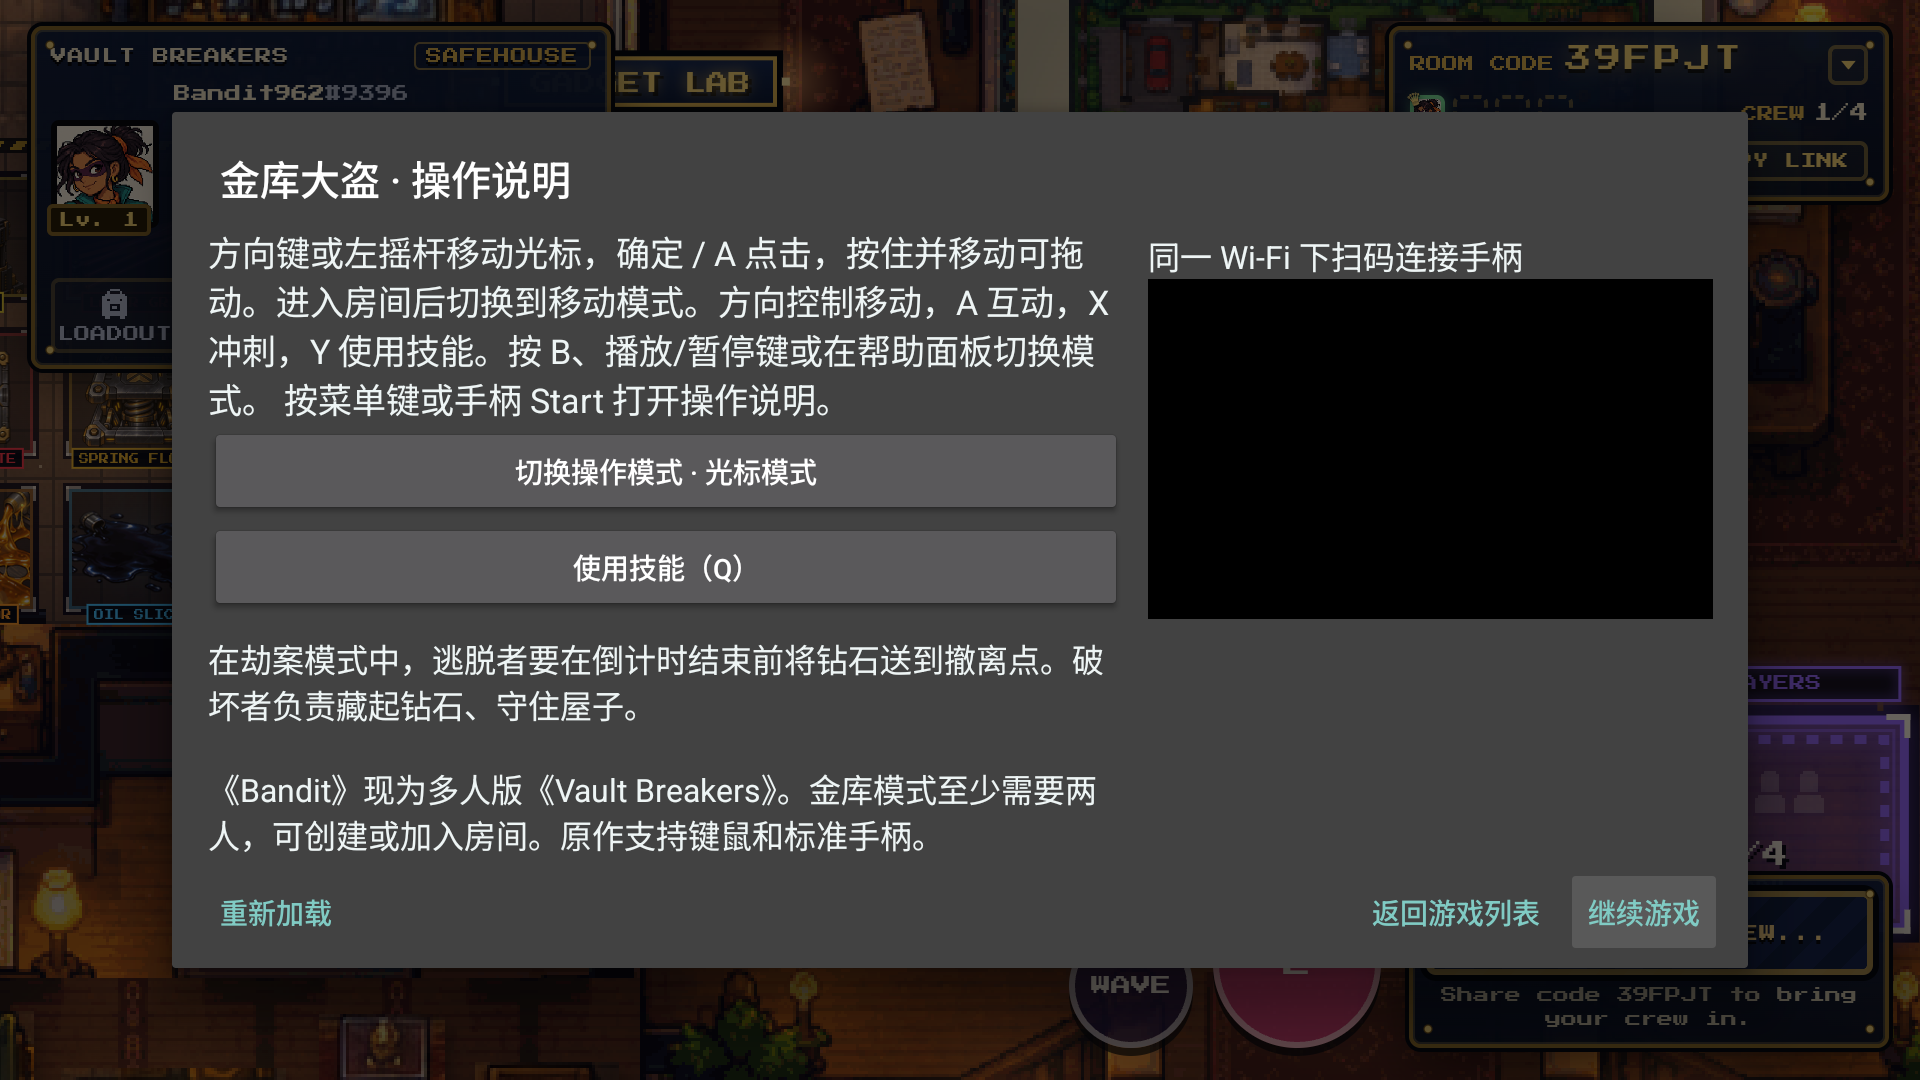 VAULT BREAKERS
SAFEHOUSE
Bandit962#9396
Lv. 1
LOADOUT
ET LAB
ROOM CODE 39FPJT
CREW 1/4
LINK
金库大盗 · 操作说明
方向键或左摇杆移动光标，确定 / A 点击，按住并移动可拖
动。进入房间后切换到移动模式。方向控制移动，A 互动，X
冲刺，Y 使用技能。按 B、播放/暂停键或在帮助面板切换模
式。 按菜单键或手柄 Start 打开操作说明。
切换操作模式 · 光标模式
使用技能（Q）
在劫案模式中，逃脱者要在倒计时结束前将钻石送到撤离点。破
坏者负责藏起钻石、守住屋子。
《Bandit》现为多人版《Vault Breakers》。金库模式至少需要两
人，可创建或加入房间。原作支持键鼠和标准手柄。
同一 Wi-Fi 下扫码连接手柄
重新加载
返回游戏列表
继续游戏
SPRING FL
OIL SLIC
AYERS
/4
EW...
WAVE
Share code 39FPJT to bring
your crew in.